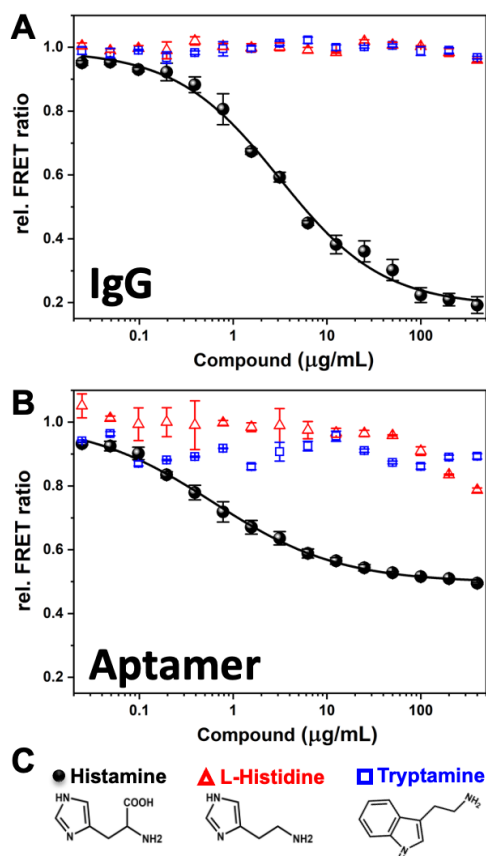 A
rel. FRET ratio
1.0
0.8
0.6
0.4
0.2
IgG
0.1 1 10 100
Compound (μg/mL)
B
rel. FRET ratio
1.0
0.8
0.6
0.4
0.2
Aptamer
0.1 1 10 100
Compound (μg/mL)
C
Histamine L-Histidine Tryptamine
HN COOH N NH2
HN N NH2
NH2 N